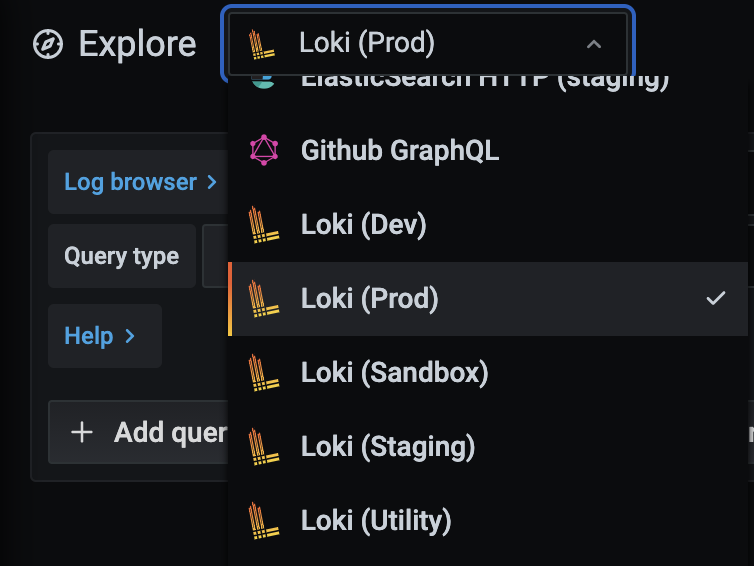 Explore
Loki (Prod)
ElasticSearch HTTP (staging)
Github GraphQL
Log browser
Loki (Dev)
Query type
Loki (Prod)
Help
Loki (Sandbox)
+ Add quer
Loki (Staging)
Loki (Utility)